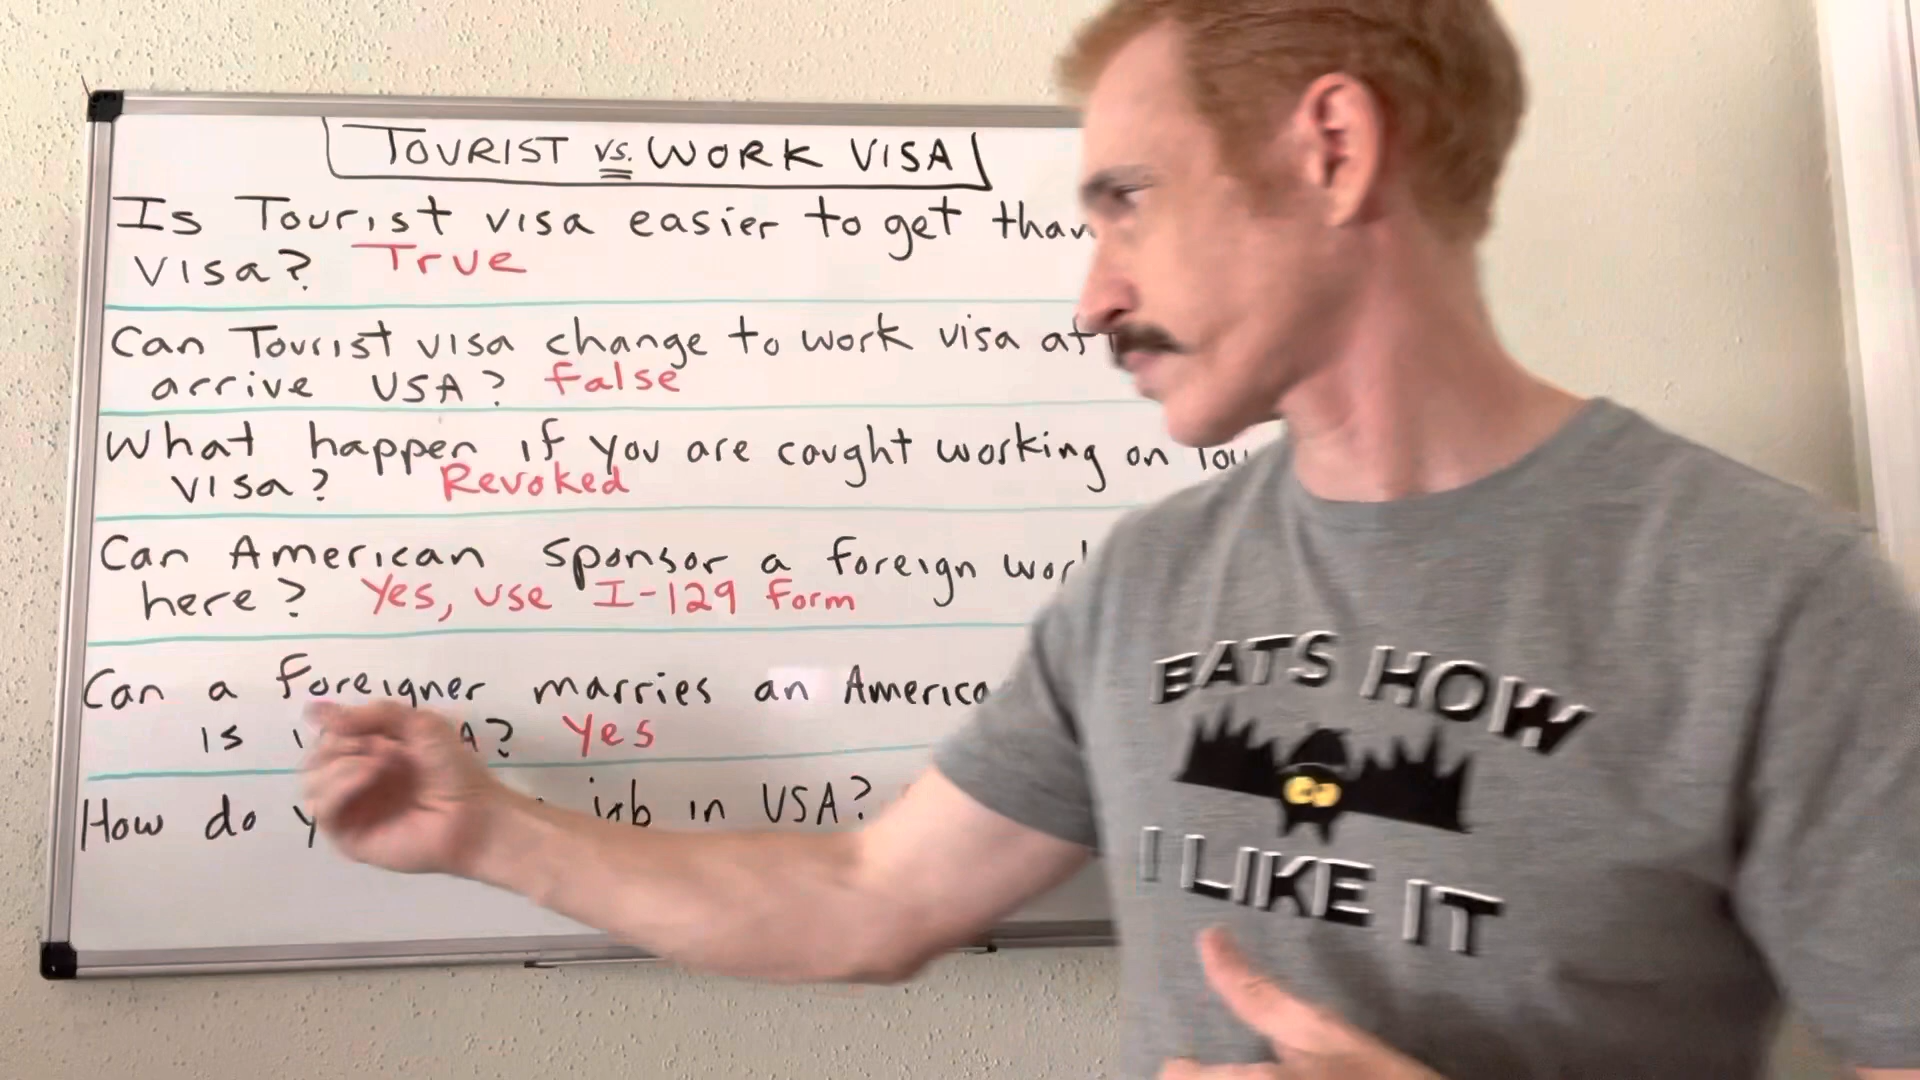 TOURIST vs. WORK VISA
Is Tourist visa easier to get than
visa? True
Can Tourist visa change to work visa
arrive USA? False
What happen if you are caught working on
visa? Revoked
Can American sponsor a foreign
here? Yes, use I-129 Form
Can a foreigner marries an
is Yes
How do job in USA?
EATS HOW
I LIKE IT